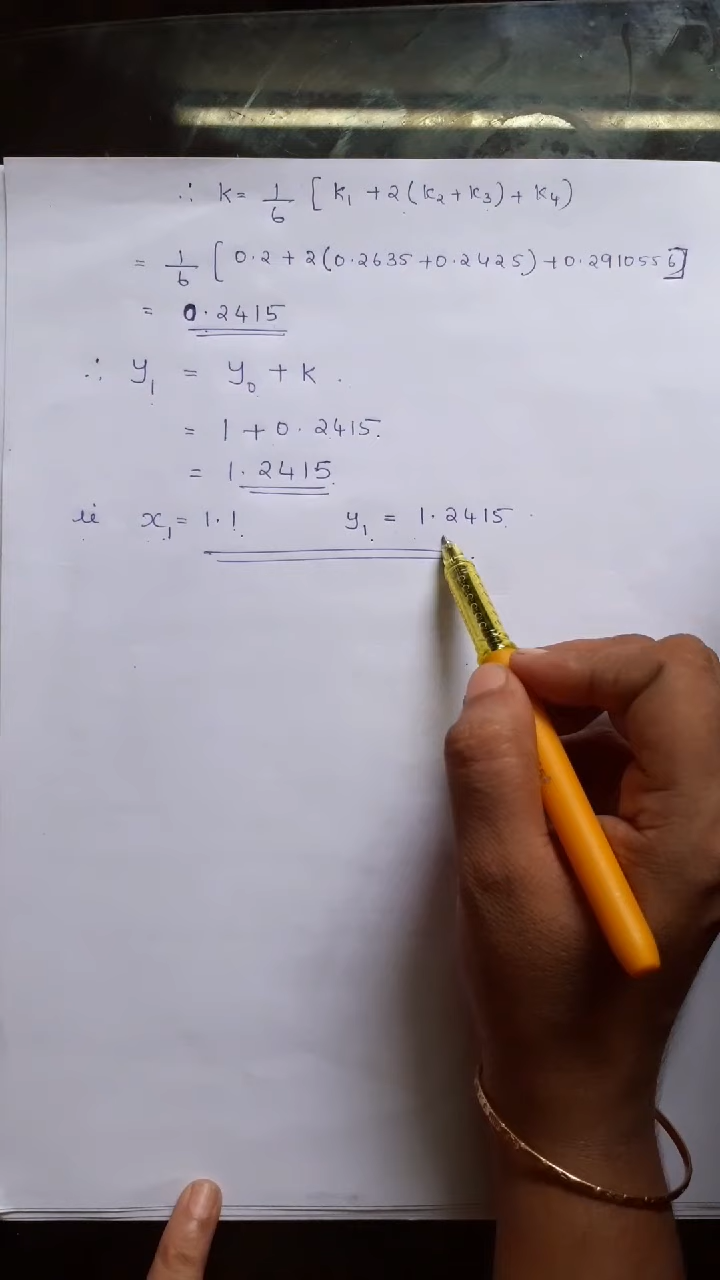 ∴ k = 1/6 [ k₁ + 2 (k₂ + k₃) + k₄ )
= 1/6 [ 0.2 + 2 (0.2635 + 0.2425) + 0.2910556 ]
= 0.2415
∴ y₁ = y₀ + k .
= 1 + 0.2415.
= 1.2415
ie x₁ = 1.1 y₁ = 1.2415